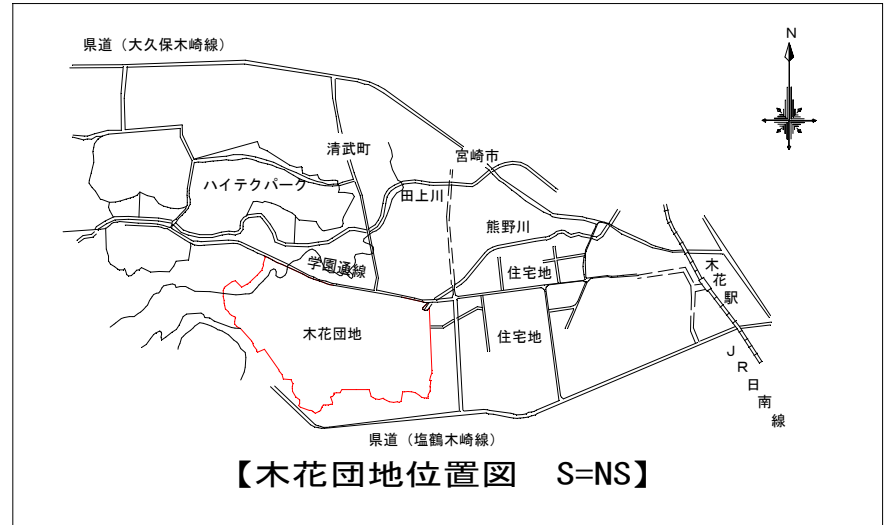 県道（大久保木崎線）
N
清武町
宮崎市
ハイテクパーク
田上川
熊野川
学園通線
住宅地
木花駅
木花団地
住宅地
JR日南線
県道（塩鶴木崎線）
【木花団地位置図 S=NS】